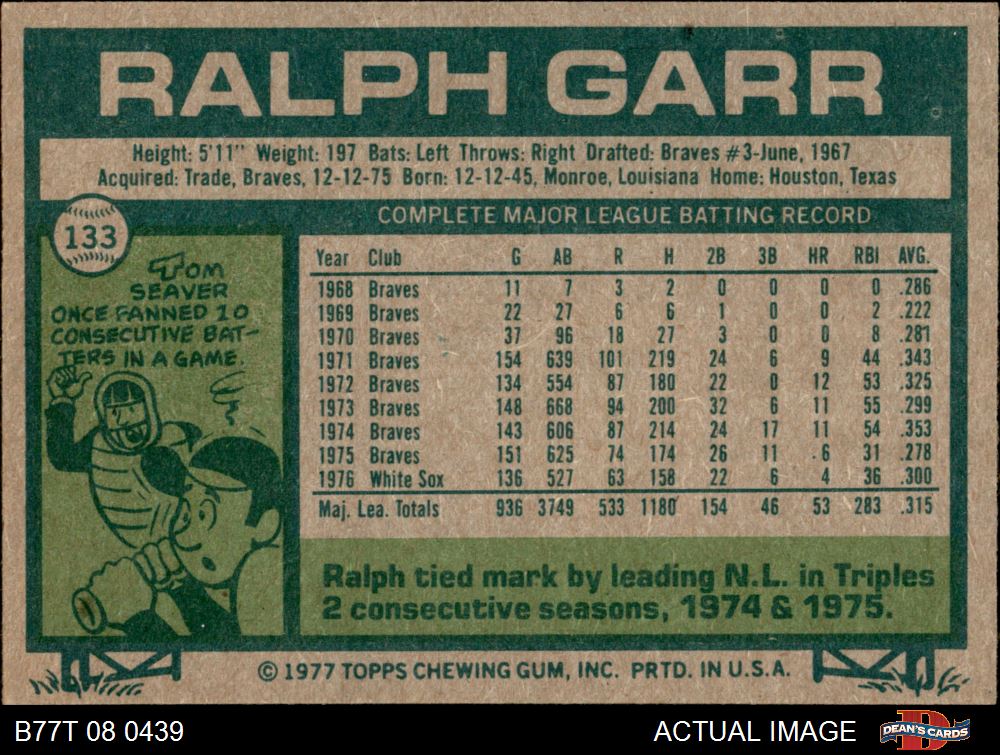 RALPH GARR
Height: 5'11" Weight: 197 Bats: Left Throws: Right Drafted: Braves #3-June, 1967
Acquired: Trade, Braves, 12-12-75 Born: 12-12-45, Monroe, Louisiana Home: Houston, Texas
133
TOM
SEAVER
ONCE FANNED 10
CONSECUTIVE BAT-
TERS IN A GAME.
COMPLETE MAJOR LEAGUE BATTING RECORD
Year Club G AB R H 2B 3B HR RBI AVG.
1968 Braves 11 7 3 2 0 0 0 0 .286
1969 Braves 22 27 6 6 1 0 0 2 .222
1970 Braves 37 96 18 27 3 0 0 8 .281
1971 Braves 154 639 101 219 24 6 9 44 .343
1972 Braves 134 554 87 180 22 0 12 53 .325
1973 Braves 148 668 94 200 32 6 11 55 .299
1974 Braves 143 606 87 214 24 17 11 54 .353
1975 Braves 151 625 74 174 26 11 6 31 .278
1976 White Sox 136 527 63 158 22 6 4 36 .300
Maj. Lea. Totals 936 3749 533 1180 154 46 53 283 .315
Ralph tied mark by leading N.L. in Triples
2 consecutive seasons, 1974 & 1975.
© 1977 TOPPS CHEWING GUM, INC. PRTD. IN U.S.A.
B77T 08 0439
ACTUAL IMAGE
D
DEAN'S CARDS